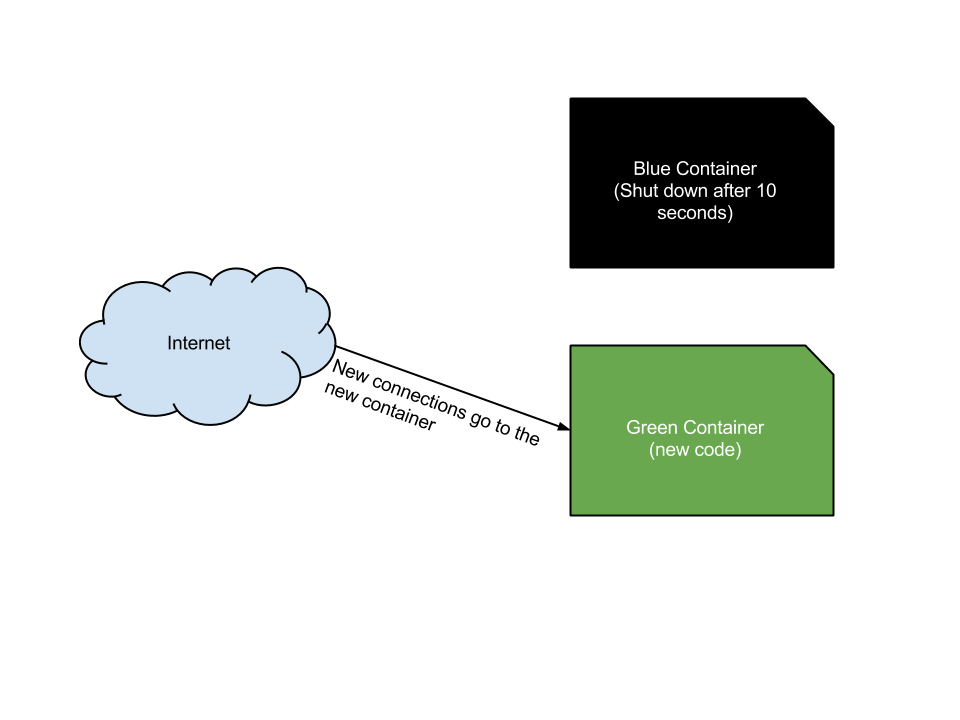 Blue Container
(Shut down after 10
seconds)
Internet
New connections go to the
new container
Green Container
(new code)